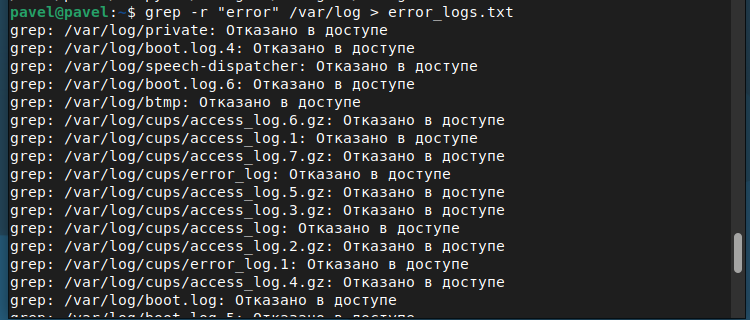 pavel@pavel:~$ grep -r "error" /var/log > error_logs.txt
grep: /var/log/private: Отказано в доступе
grep: /var/log/boot.log.4: Отказано в доступе
grep: /var/log/speech-dispatcher: Отказано в доступе
grep: /var/log/boot.log.6: Отказано в доступе
grep: /var/log/btmp: Отказано в доступе
grep: /var/log/cups/access_log.6.gz: Отказано в доступе
grep: /var/log/cups/access_log.1: Отказано в доступе
grep: /var/log/cups/access_log.7.gz: Отказано в доступе
grep: /var/log/cups/error_log: Отказано в доступе
grep: /var/log/cups/access_log.5.gz: Отказано в доступе
grep: /var/log/cups/access_log.3.gz: Отказано в доступе
grep: /var/log/cups/access_log: Отказано в доступе
grep: /var/log/cups/access_log.2.gz: Отказано в доступе
grep: /var/log/cups/error_log.1: Отказано в доступе
grep: /var/log/cups/access_log.4.gz: Отказано в доступе
grep: /var/log/boot.log: Отказано в доступе
grep: /var/log/boot.log.5: Отказано в доступе